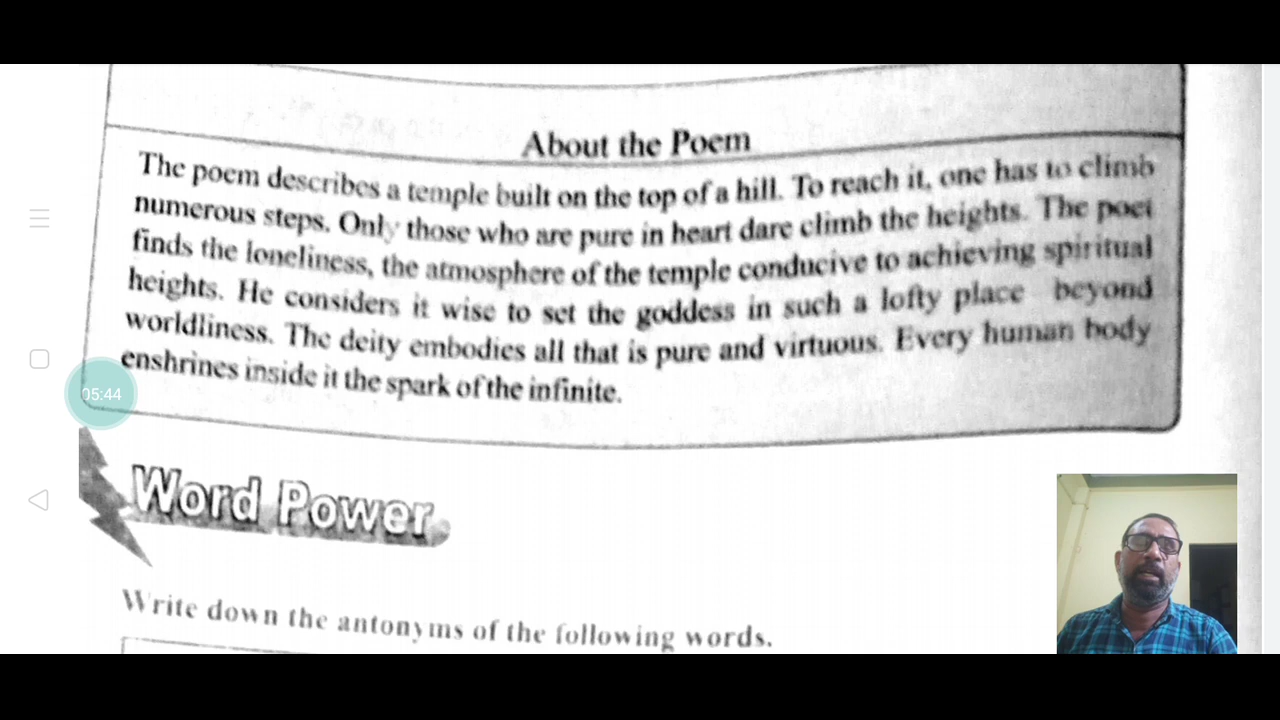 About the Poem
The poem describes a temple built on the top of a hill. To reach it, one has to climb
numerous steps. Only those who are pure in heart dare climb the heights. The poet
finds the loneliness, the atmosphere of the temple conducive to achieving spiritual
heights. He considers it wise to set the goddess in such a lofty place beyond
worldliness. The deity embodies all that is pure and virtuous. Every human body
enshrines inside it the spark of the infinite.
05:44
Word Power
Write down the antonyms of the following words.